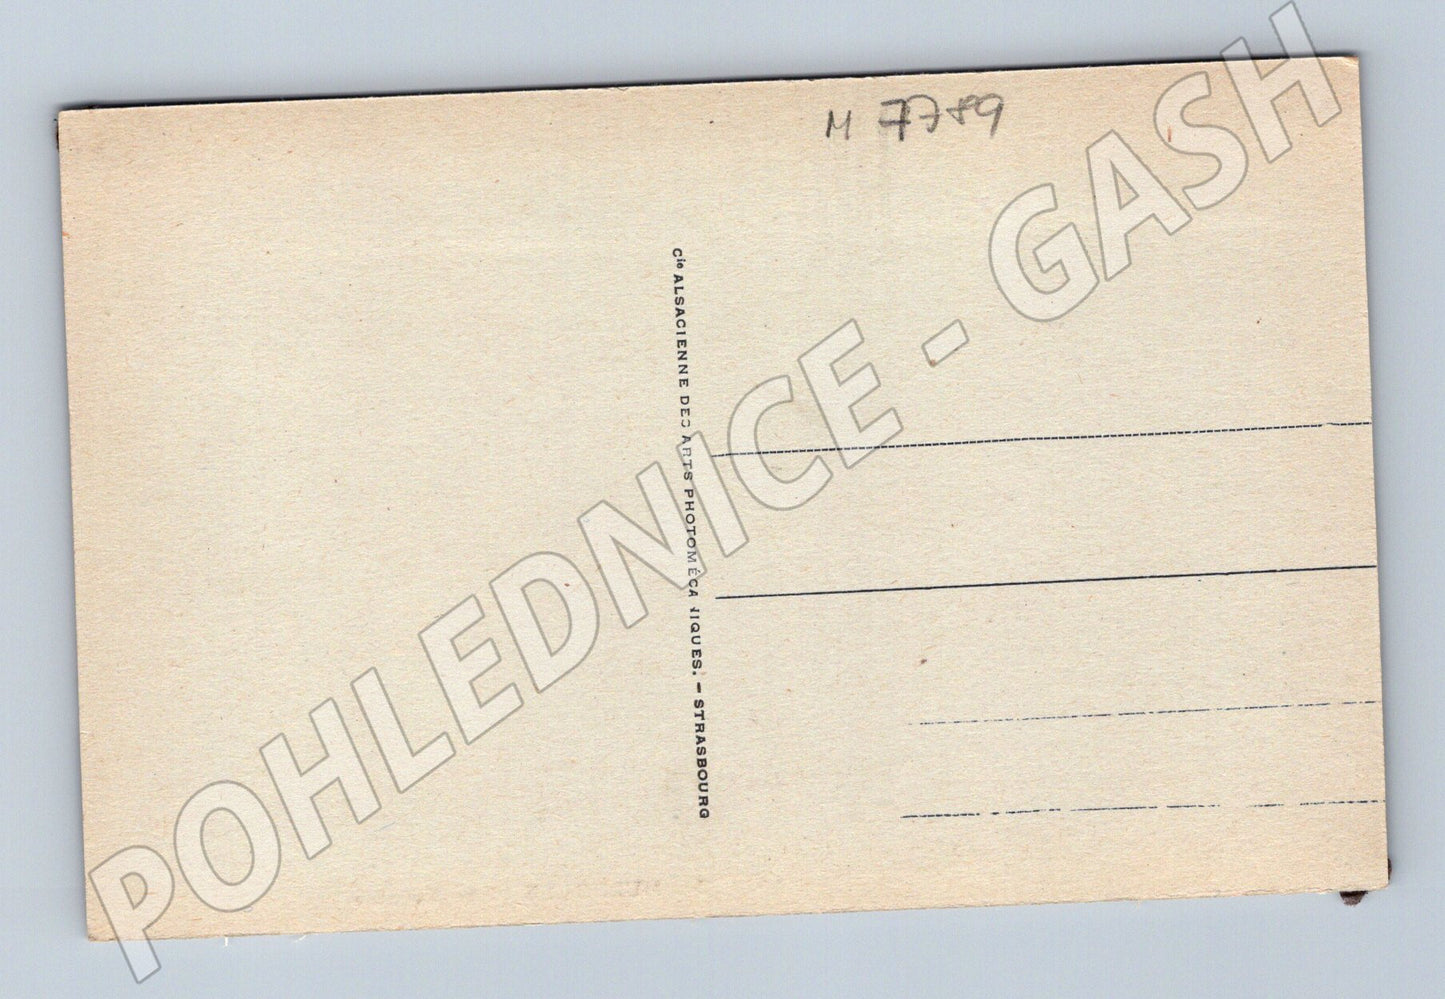 M 7789
Cie ALSACIENNE DES ARTS PHOTOMÉCANIQUES. – STRASBOURG
POHLEDNICE - GASH